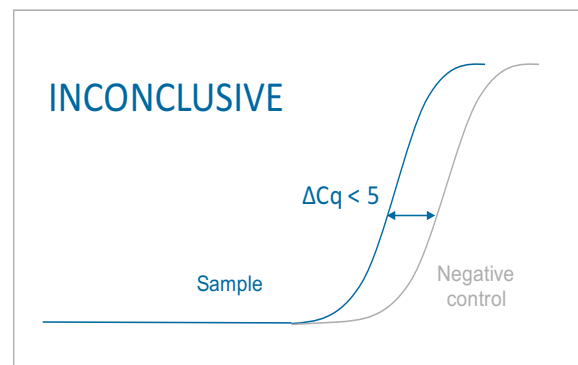 INCONCLUSIVE
ΔCq < 5
Sample
Negative
control